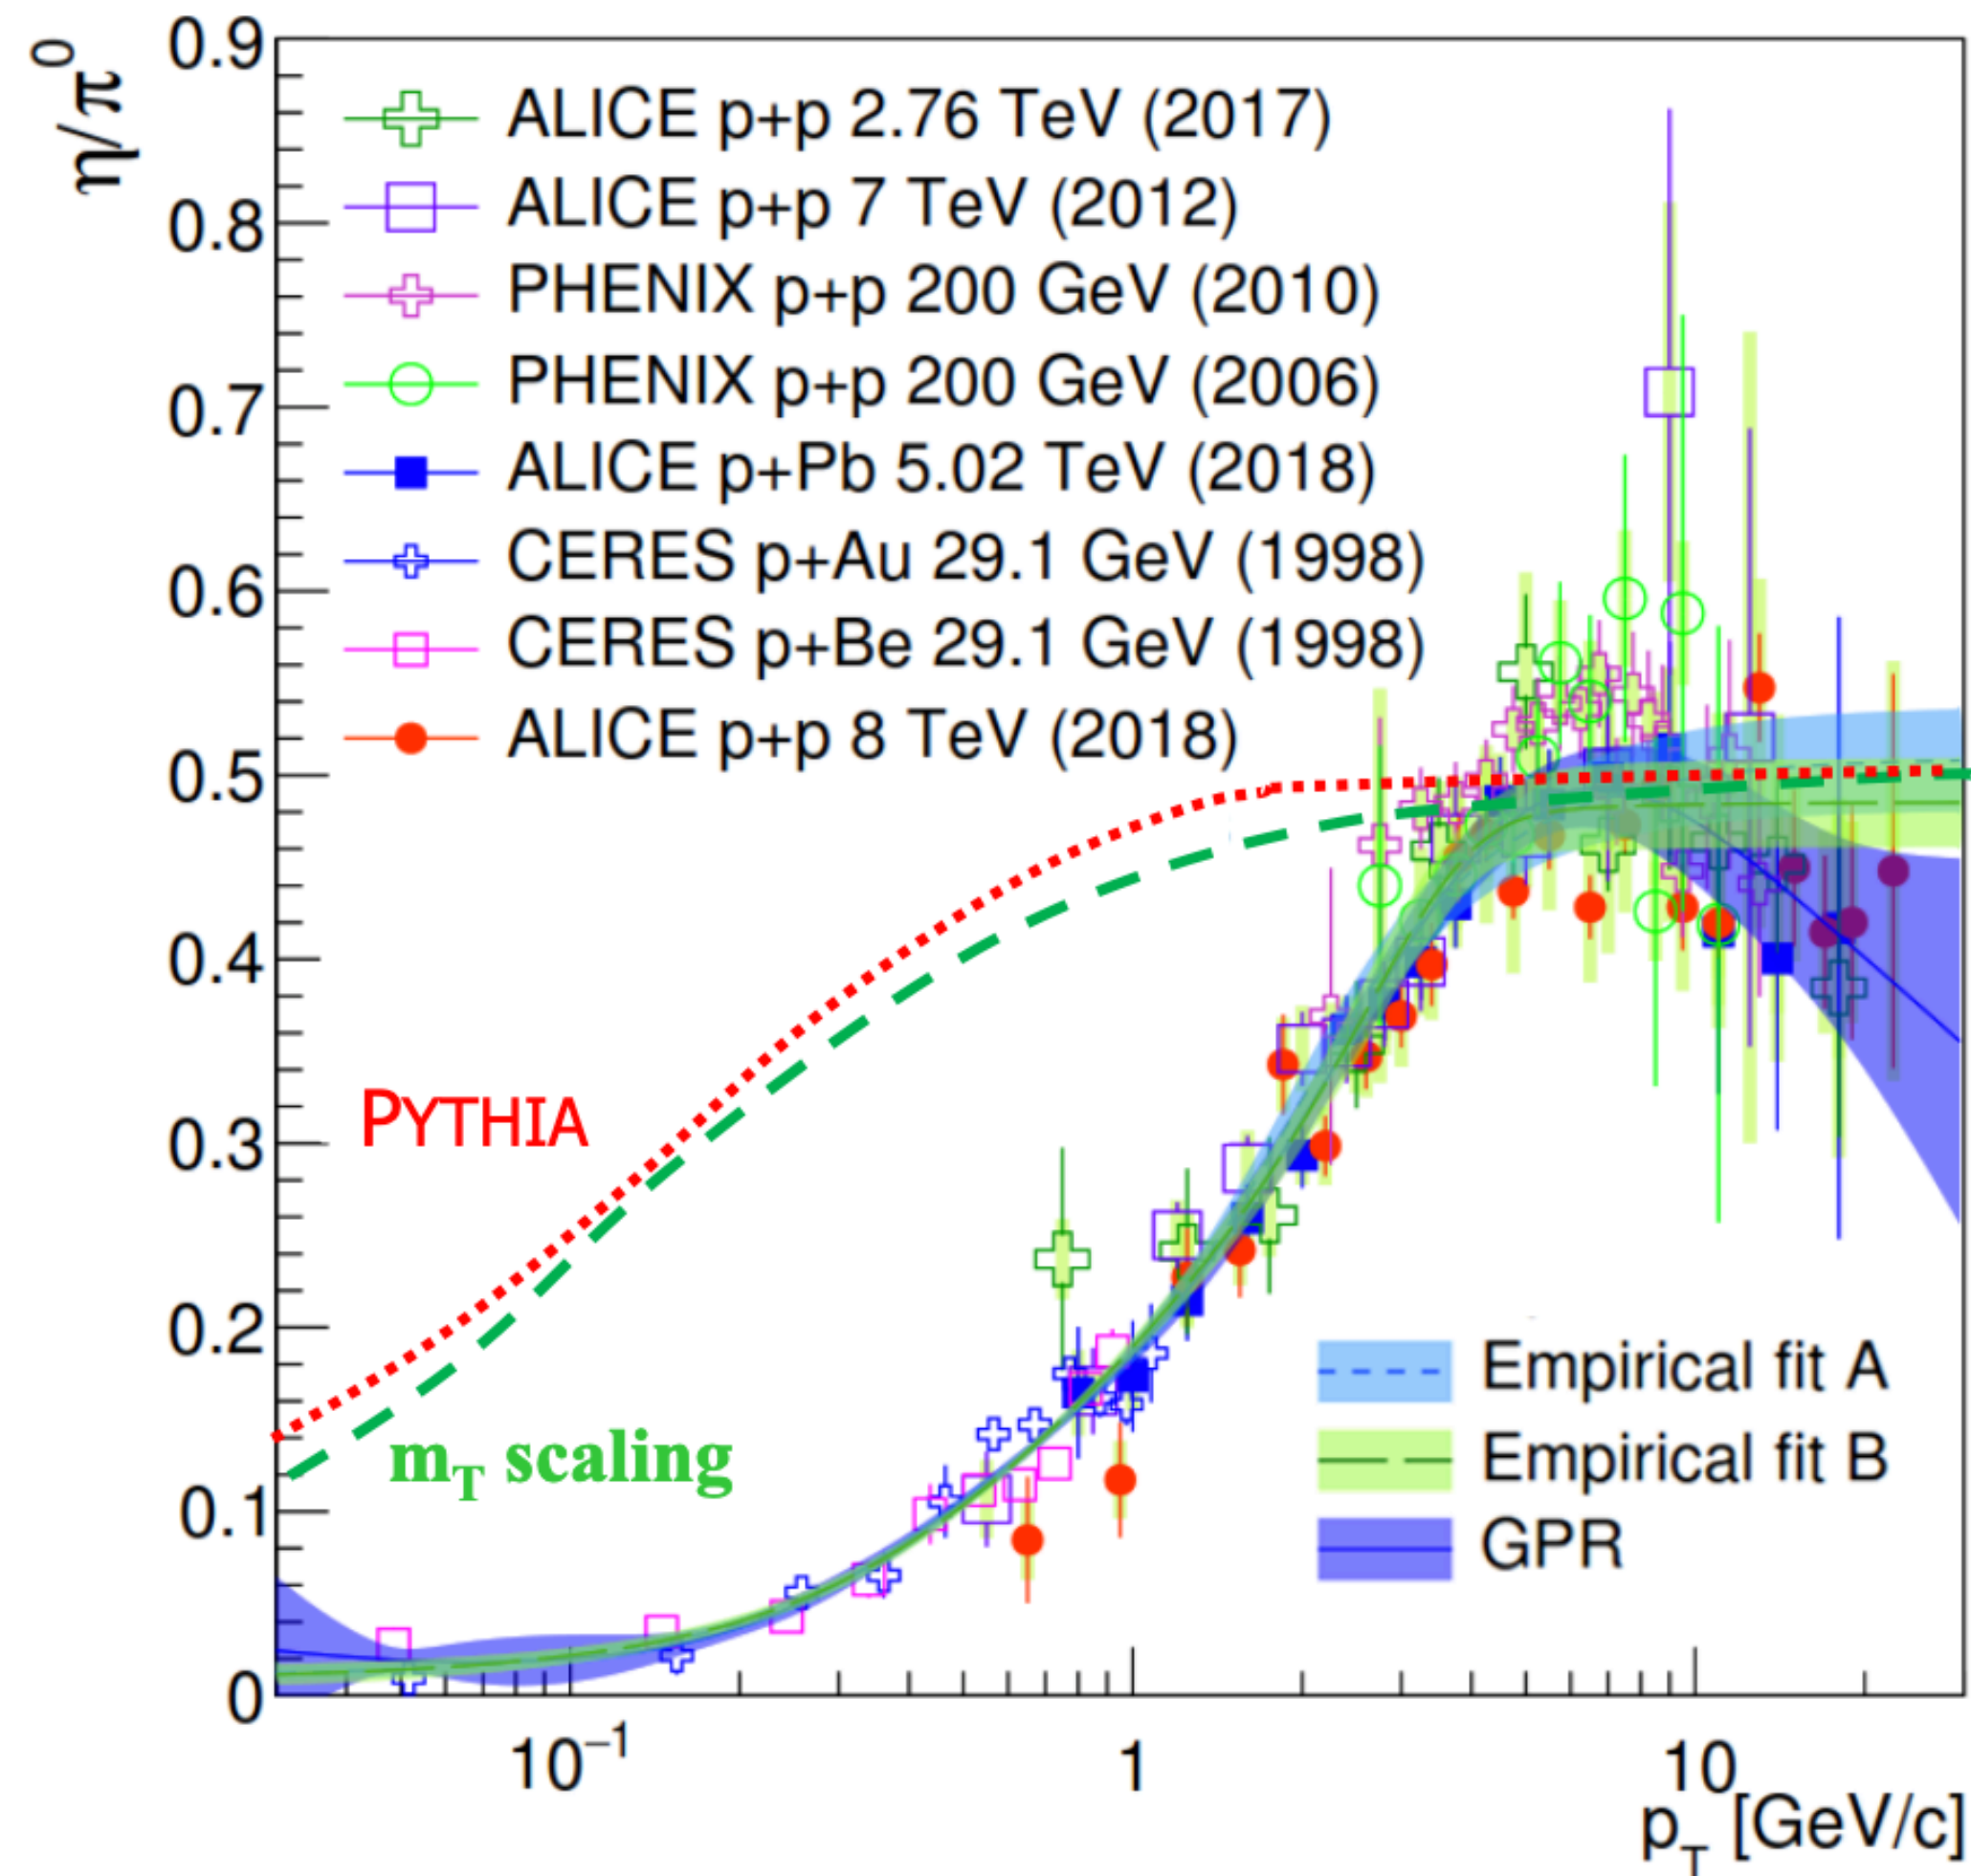 η/π⁰
0.9
0.8
0.7
0.6
0.5
0.4
0.3
0.2
0.1
0
ALICE p+p 2.76 TeV (2017)
ALICE p+p 7 TeV (2012)
PHENIX p+p 200 GeV (2010)
PHENIX p+p 200 GeV (2006)
ALICE p+Pb 5.02 TeV (2018)
CERES p+Au 29.1 GeV (1998)
CERES p+Be 29.1 GeV (1998)
ALICE p+p 8 TeV (2018)
PYTHIA
m_T scaling
Empirical fit A
Empirical fit B
GPR
10⁻¹ 1 10
p_T [GeV/c]